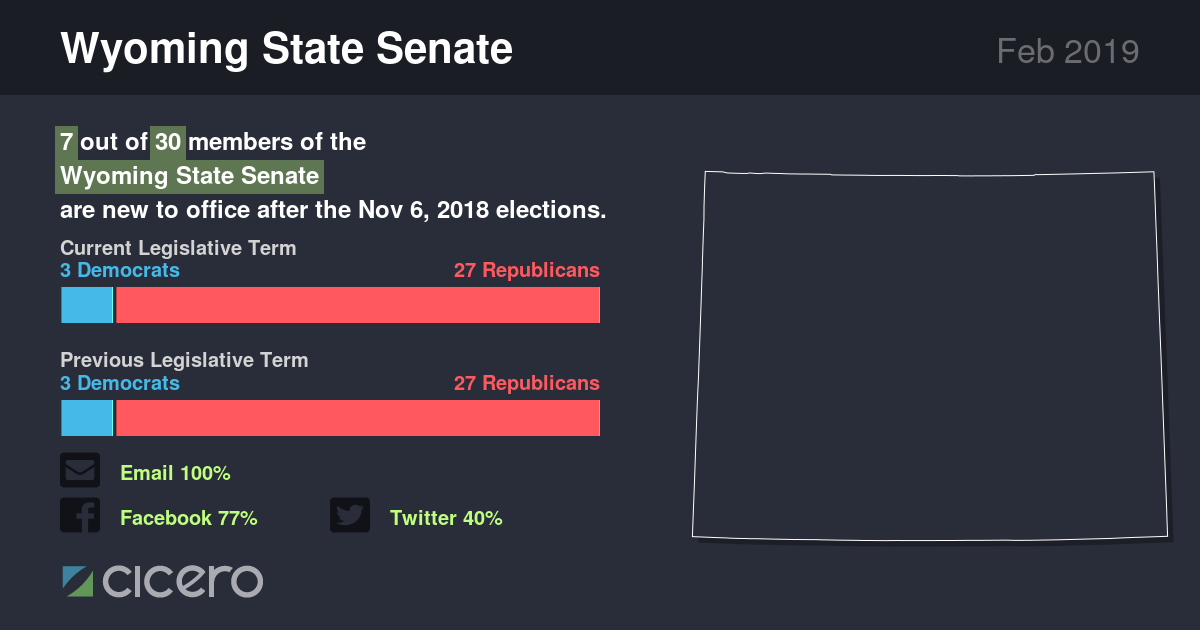 Wyoming State Senate
Feb 2019
7 out of 30 members of the
Wyoming State Senate
are new to office after the Nov 6, 2018 elections.
Current Legislative Term
3 Democrats 27 Republicans
Previous Legislative Term
3 Democrats 27 Republicans
Email 100%
Facebook 77% Twitter 40%
cicero